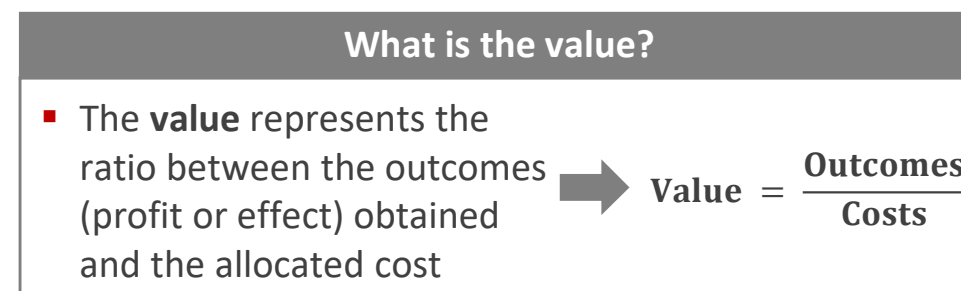 What is the value?
▪ The value represents the
ratio between the outcomes
(profit or effect) obtained
and the allocated cost
Value = Outcomes
Costs